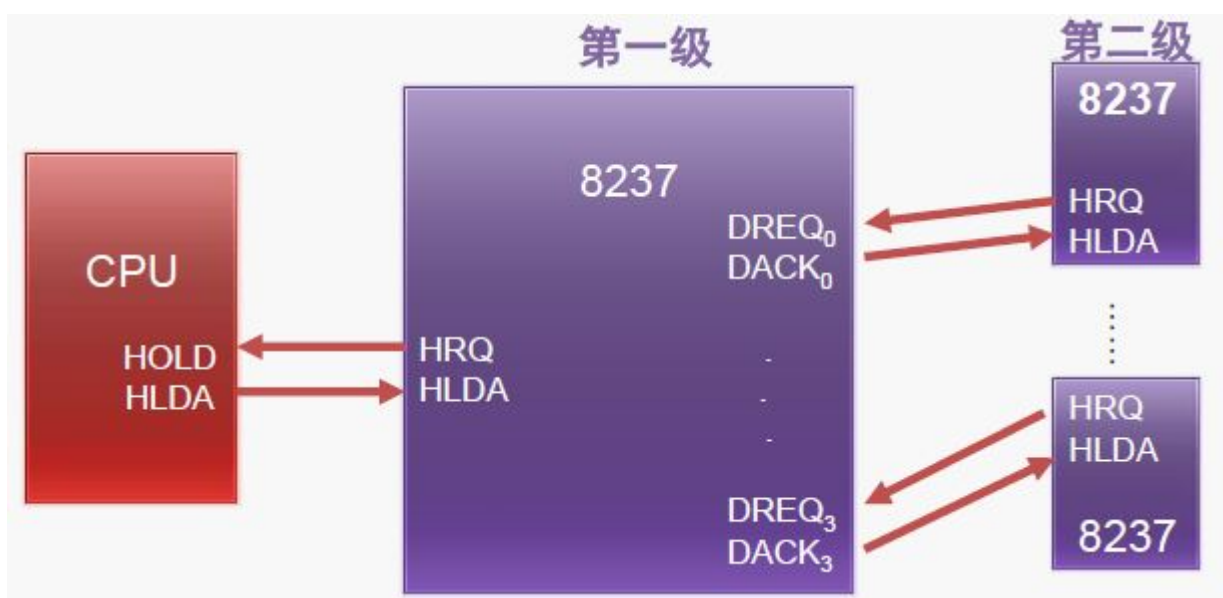 第一级
第二级
CPU
HOLD
HLDA
8237
HRQ
HLDA
DREQ₀
DACK₀
DREQ₃
DACK₃
8237
HRQ
HLDA
HRQ
HLDA
8237